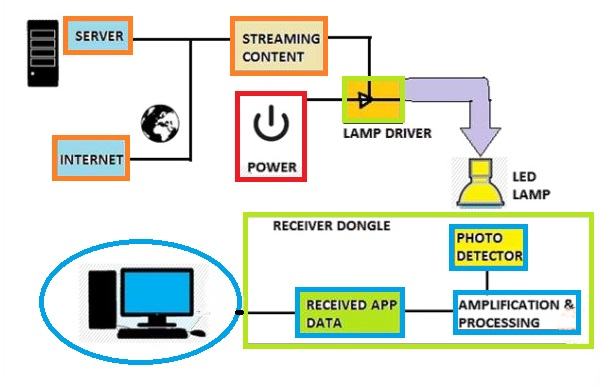 SERVER
STREAMING
CONTENT
INTERNET
POWER
LAMP DRIVER
LED
LAMP
RECEIVER DONGLE
PHOTO
DETECTOR
RECEIVED APP
DATA
AMPLIFICATION &
PROCESSING